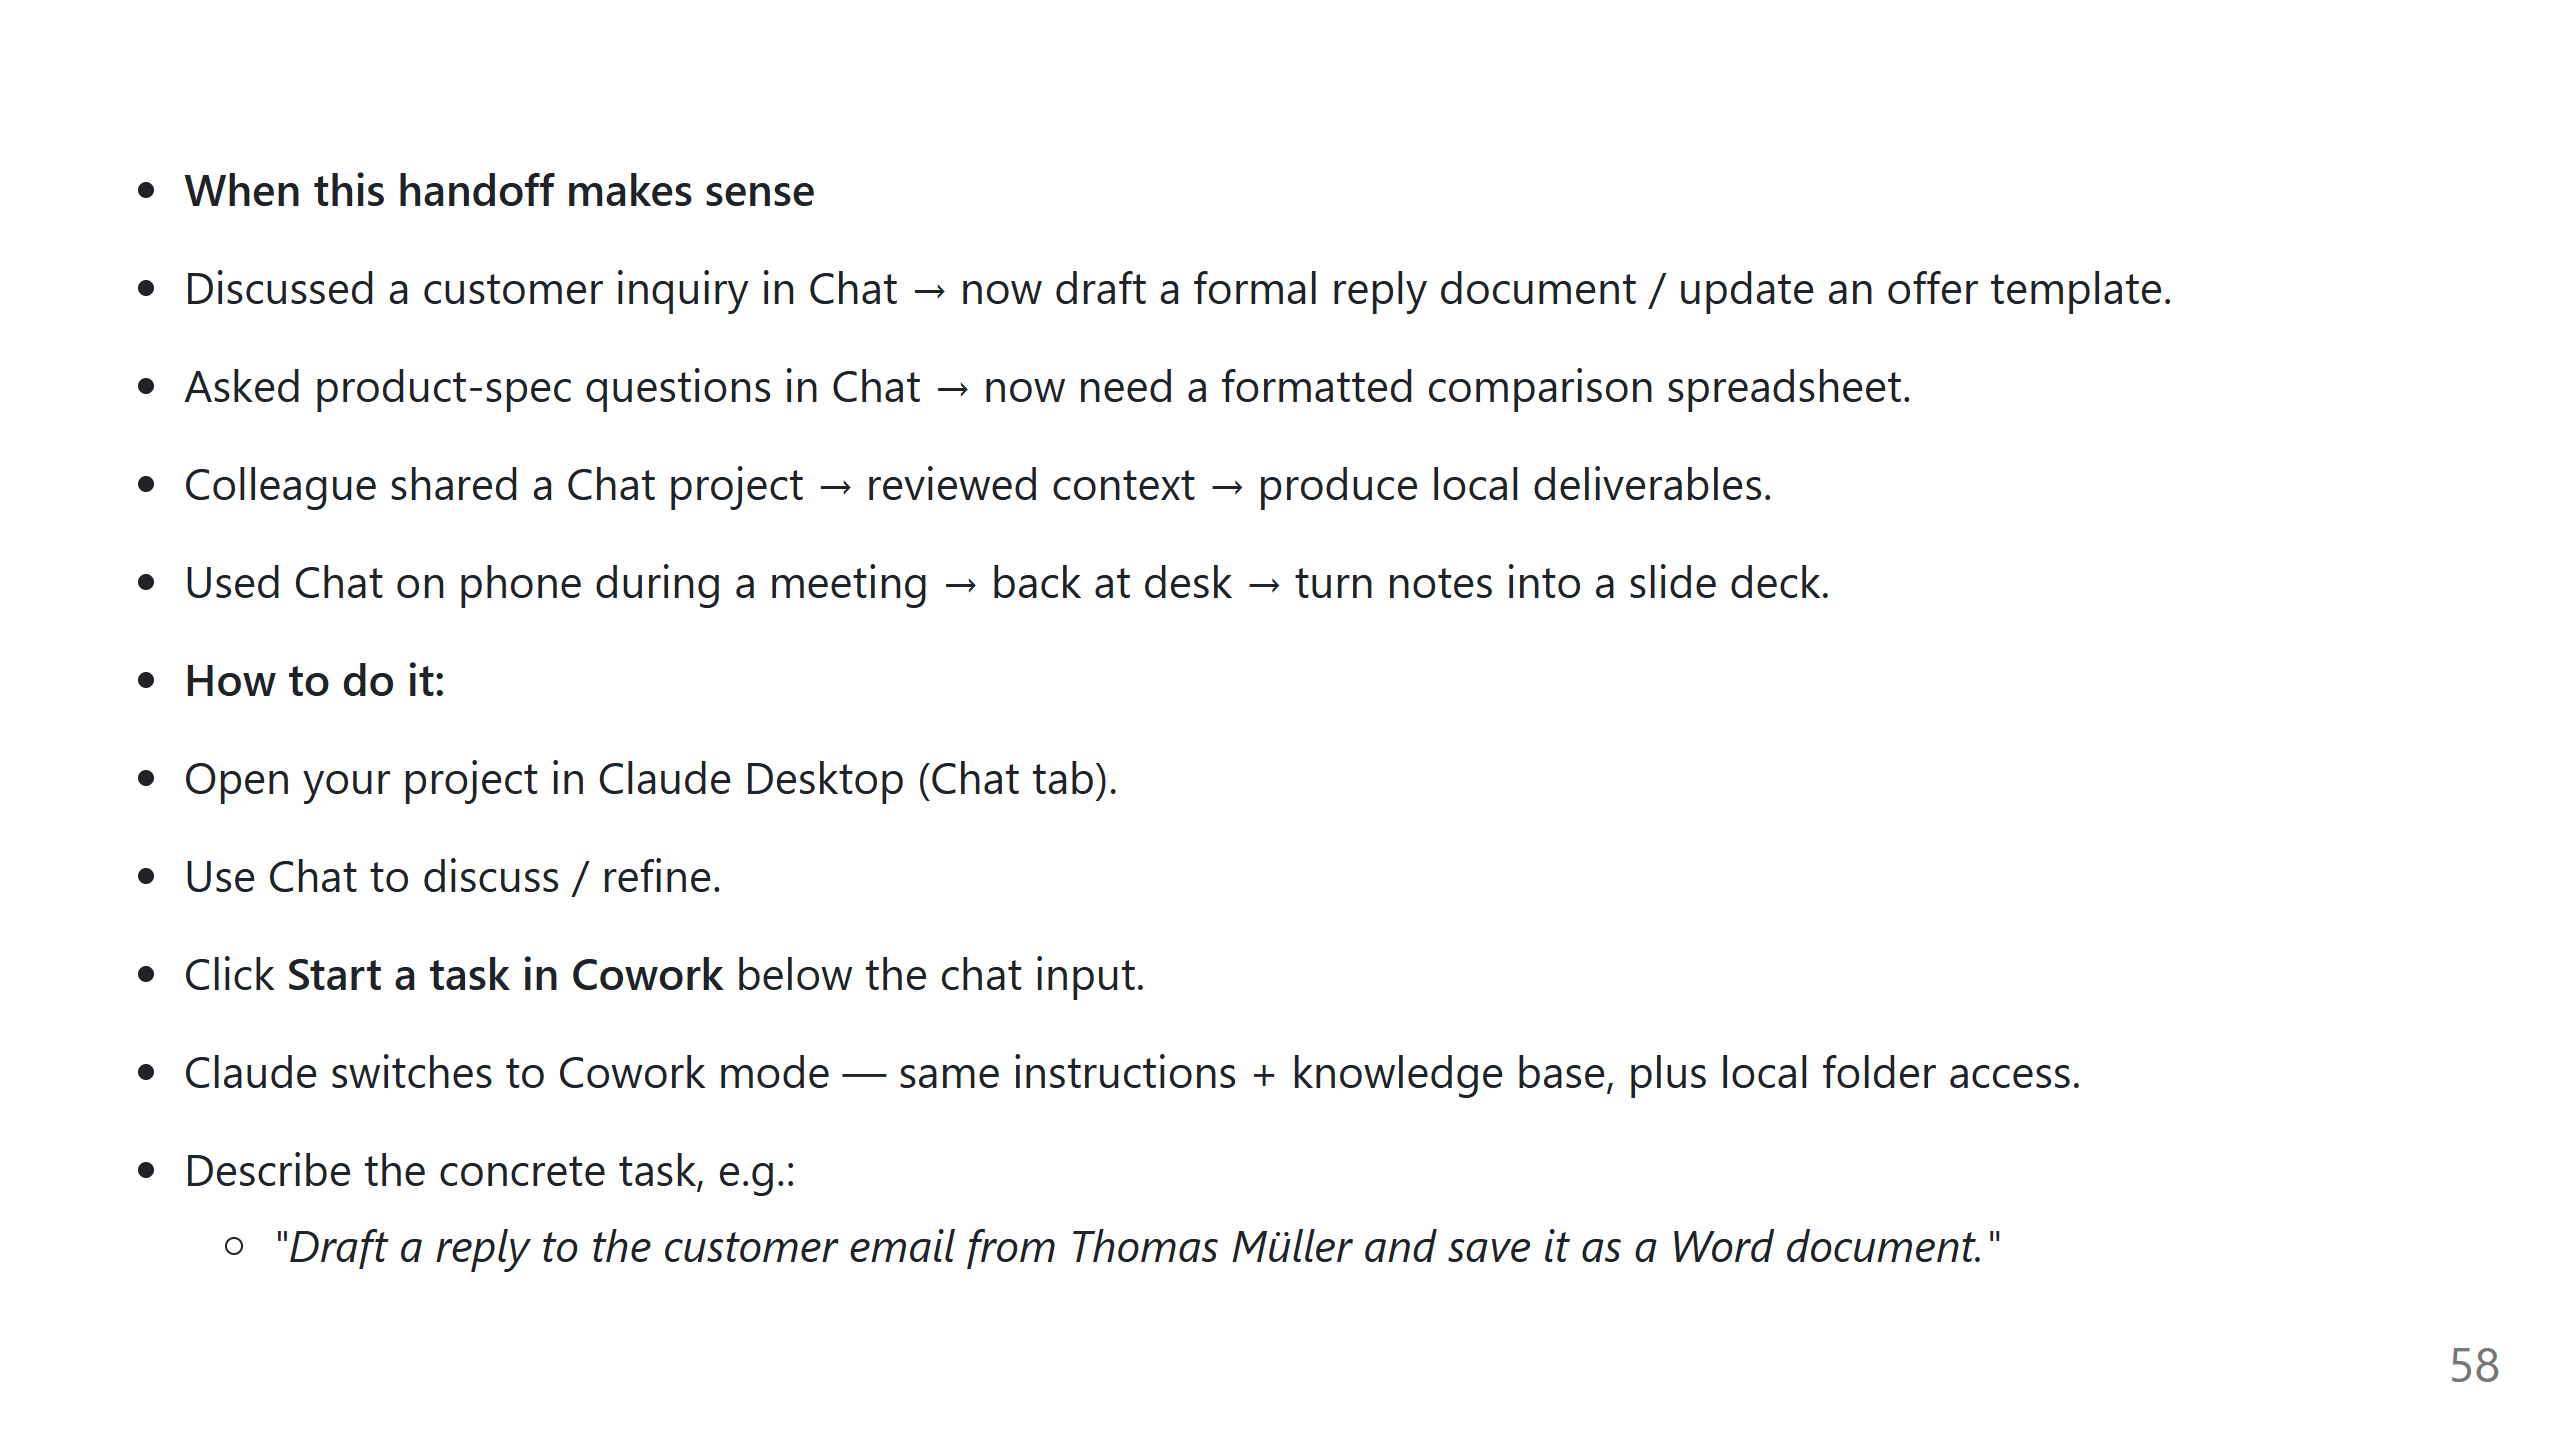 • When this handoff makes sense
• Discussed a customer inquiry in Chat → now draft a formal reply document / update an offer template.
• Asked product-spec questions in Chat → now need a formatted comparison spreadsheet.
• Colleague shared a Chat project → reviewed context → produce local deliverables.
• Used Chat on phone during a meeting → back at desk → turn notes into a slide deck.
• How to do it:
• Open your project in Claude Desktop (Chat tab).
• Use Chat to discuss / refine.
• Click Start a task in Cowork below the chat input.
• Claude switches to Cowork mode — same instructions + knowledge base, plus local folder access.
• Describe the concrete task, e.g.:
○ "Draft a reply to the customer email from Thomas Müller and save it as a Word document."
58